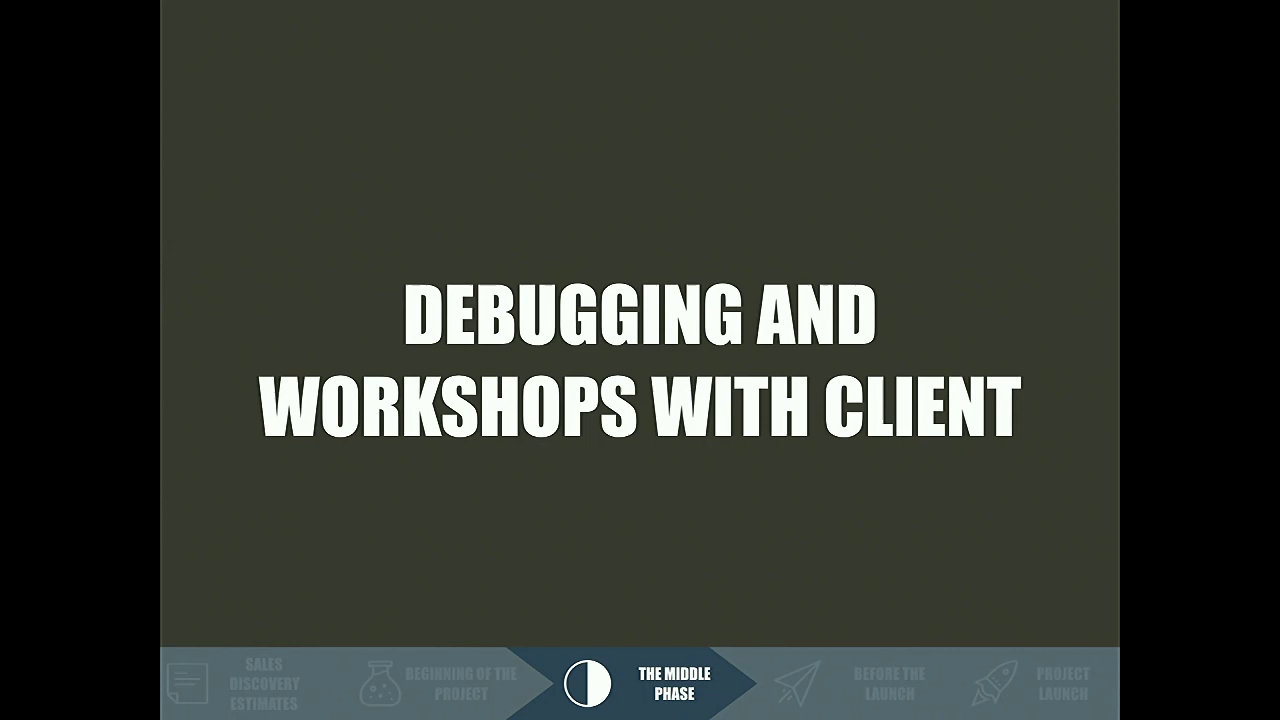 DEBUGGING AND
WORKSHOPS WITH CLIENT
SALES
DISCOVERY
ESTIMATES
BEGINNING OF THE
PROJECT
THE MIDDLE
PHASE
BEFORE THE
LAUNCH
PROJECT
LAUNCH